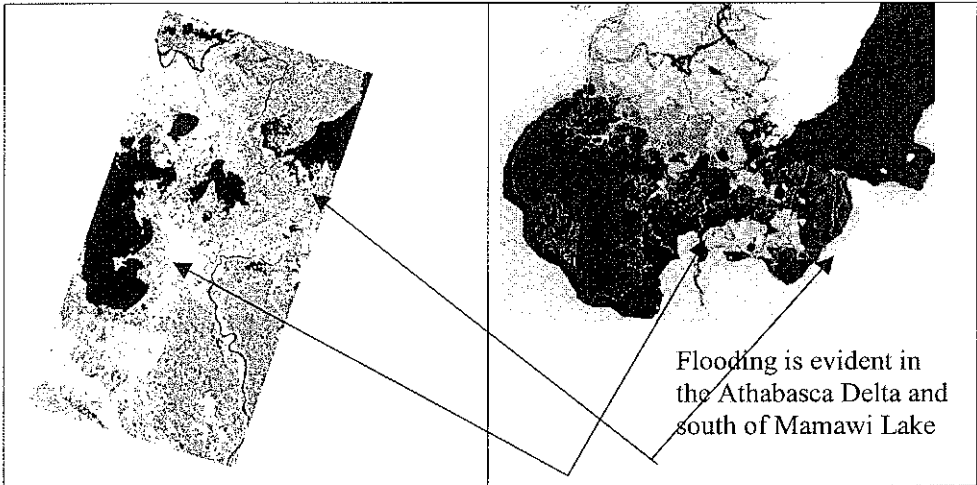 Flooding is evident in
the Athabasca Delta and
south of Mamawi Lake